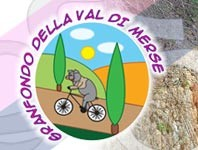 GRANFONDO DELLA VAL DI MERSE